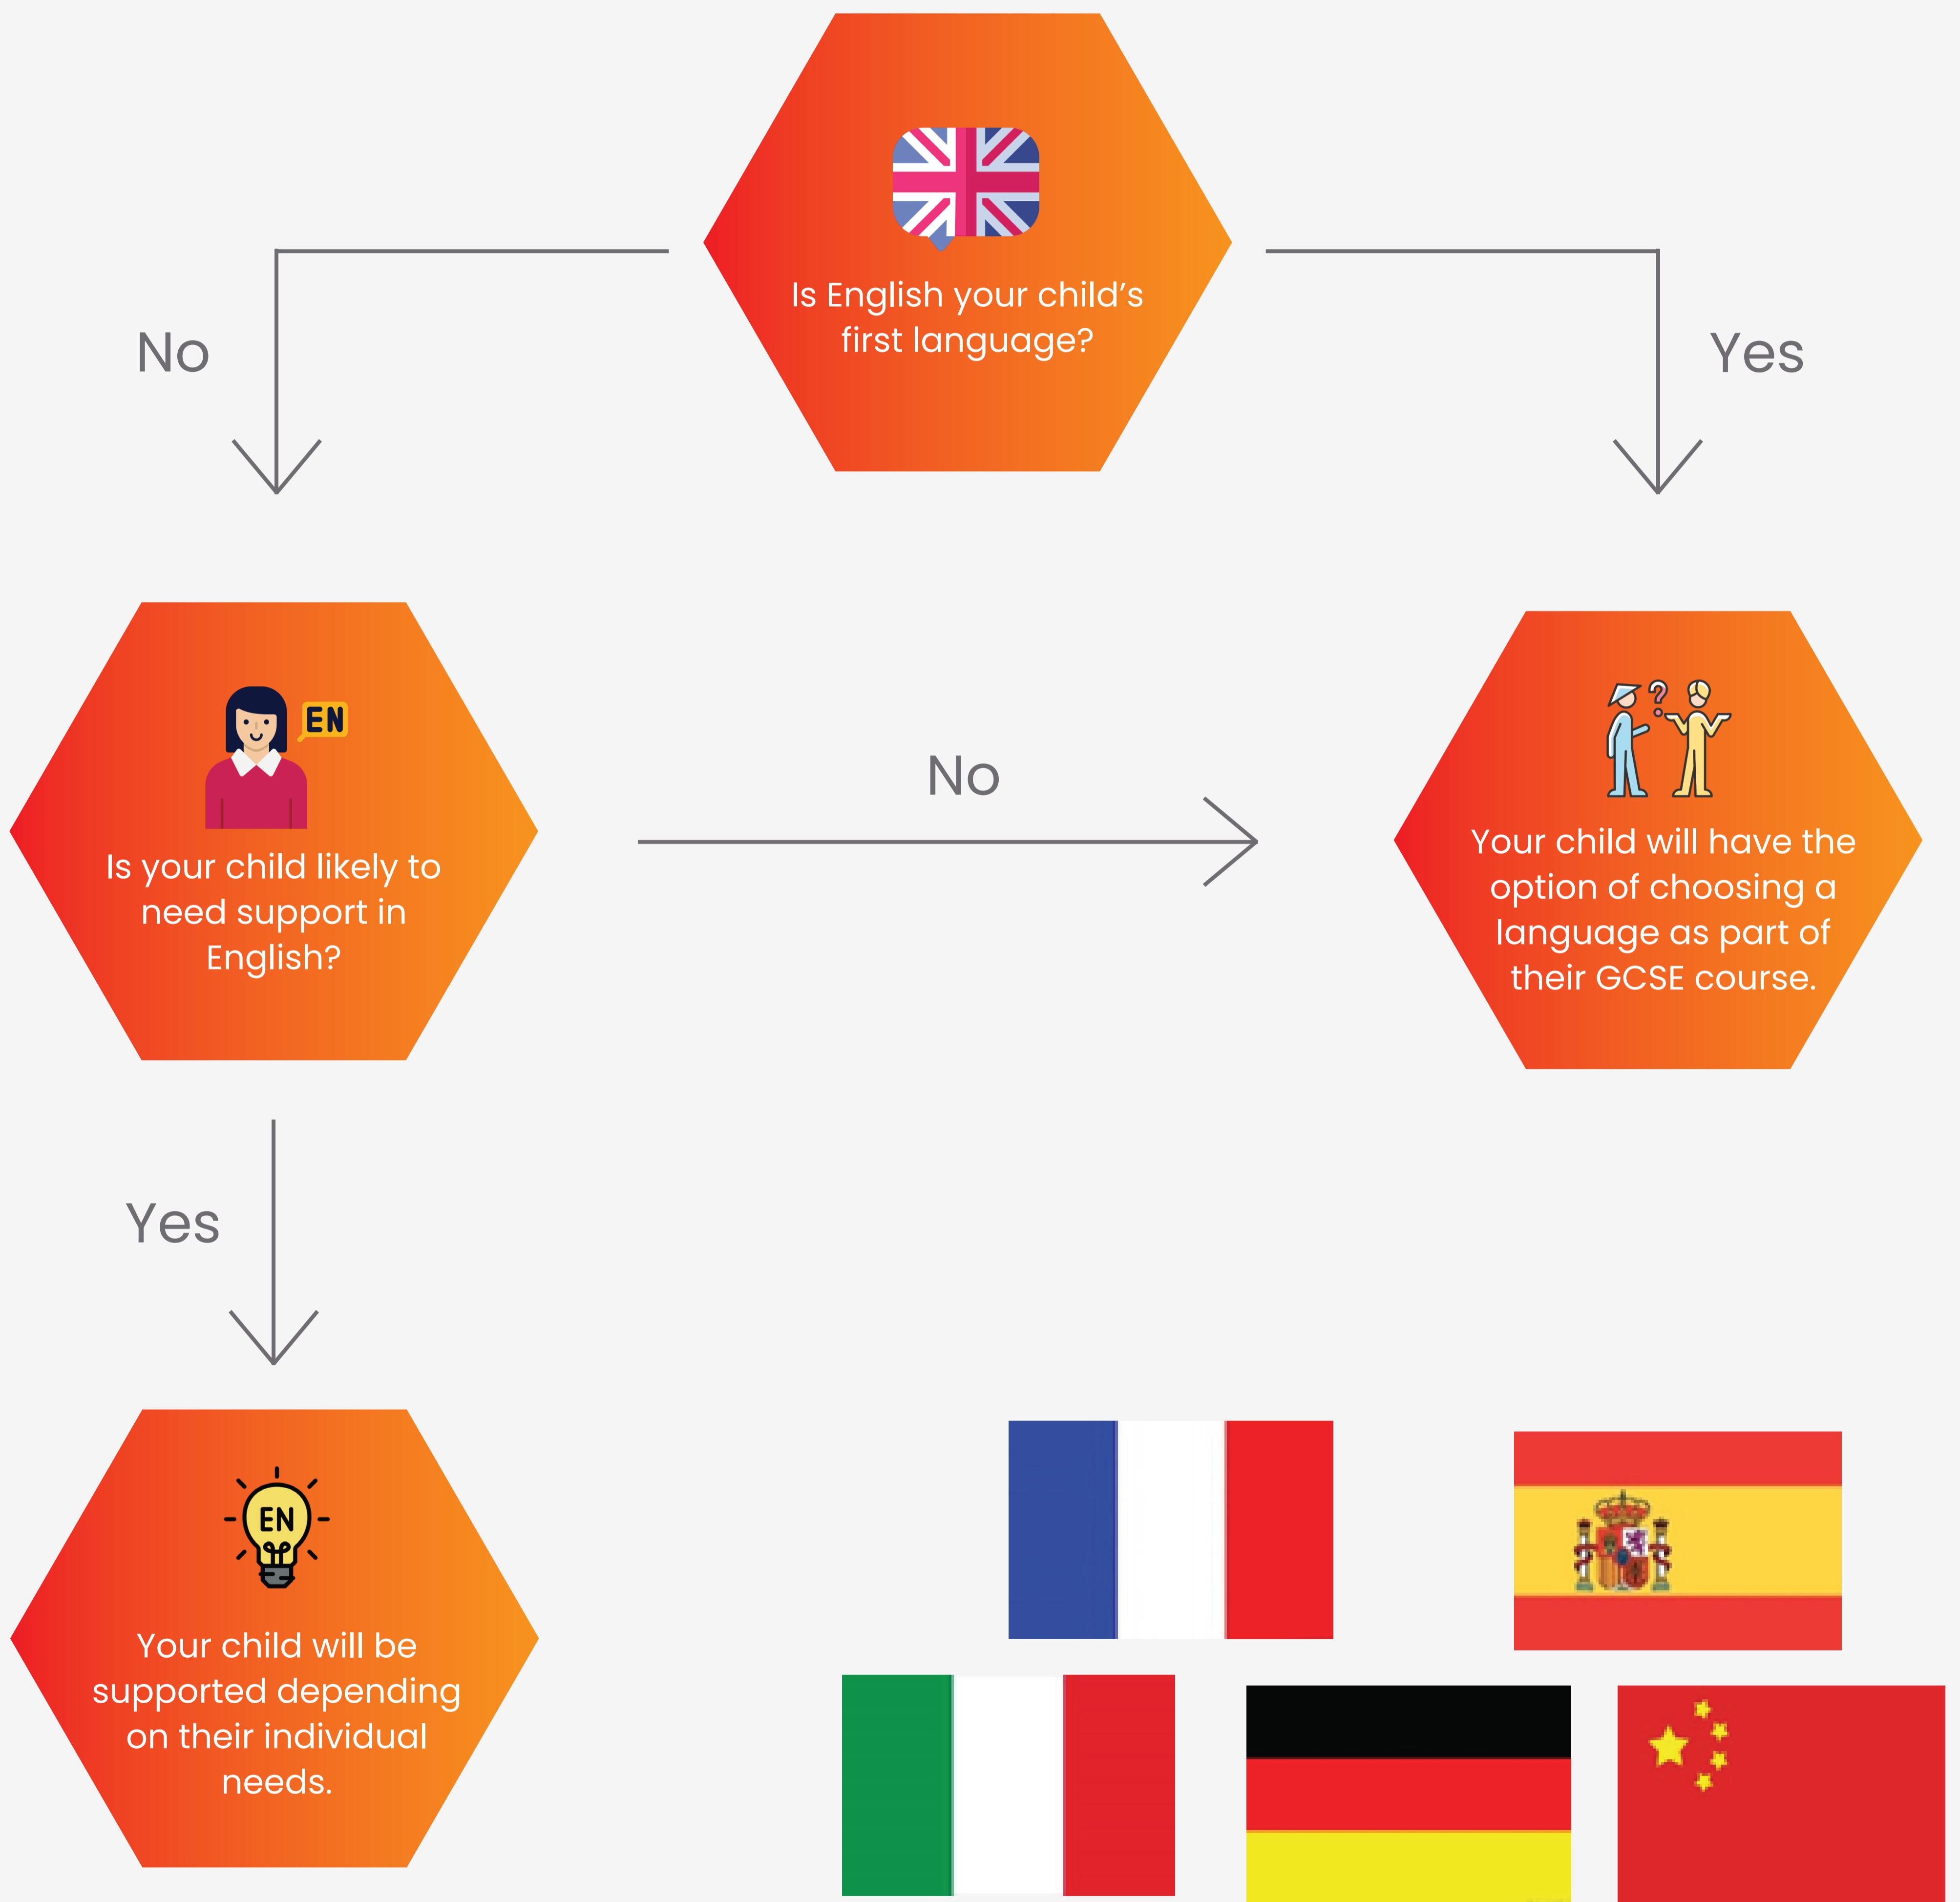 Is English your child’s
first language?
No
Yes
EN
Is your child likely to
need support in
English?
No
Your child will have the
option of choosing a
language as part of
their GCSE course.
Yes
EN
Your child will be
supported depending
on their individual
needs.